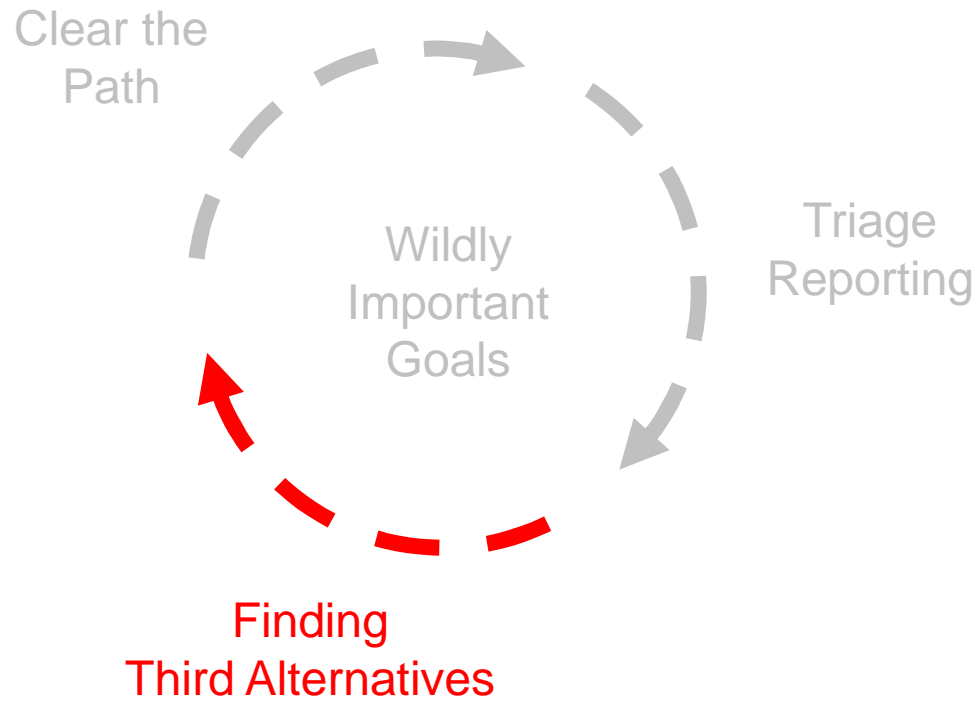 Clear the
Path
Triage
Reporting
Wildly
Important
Goals
Finding
Third Alternatives